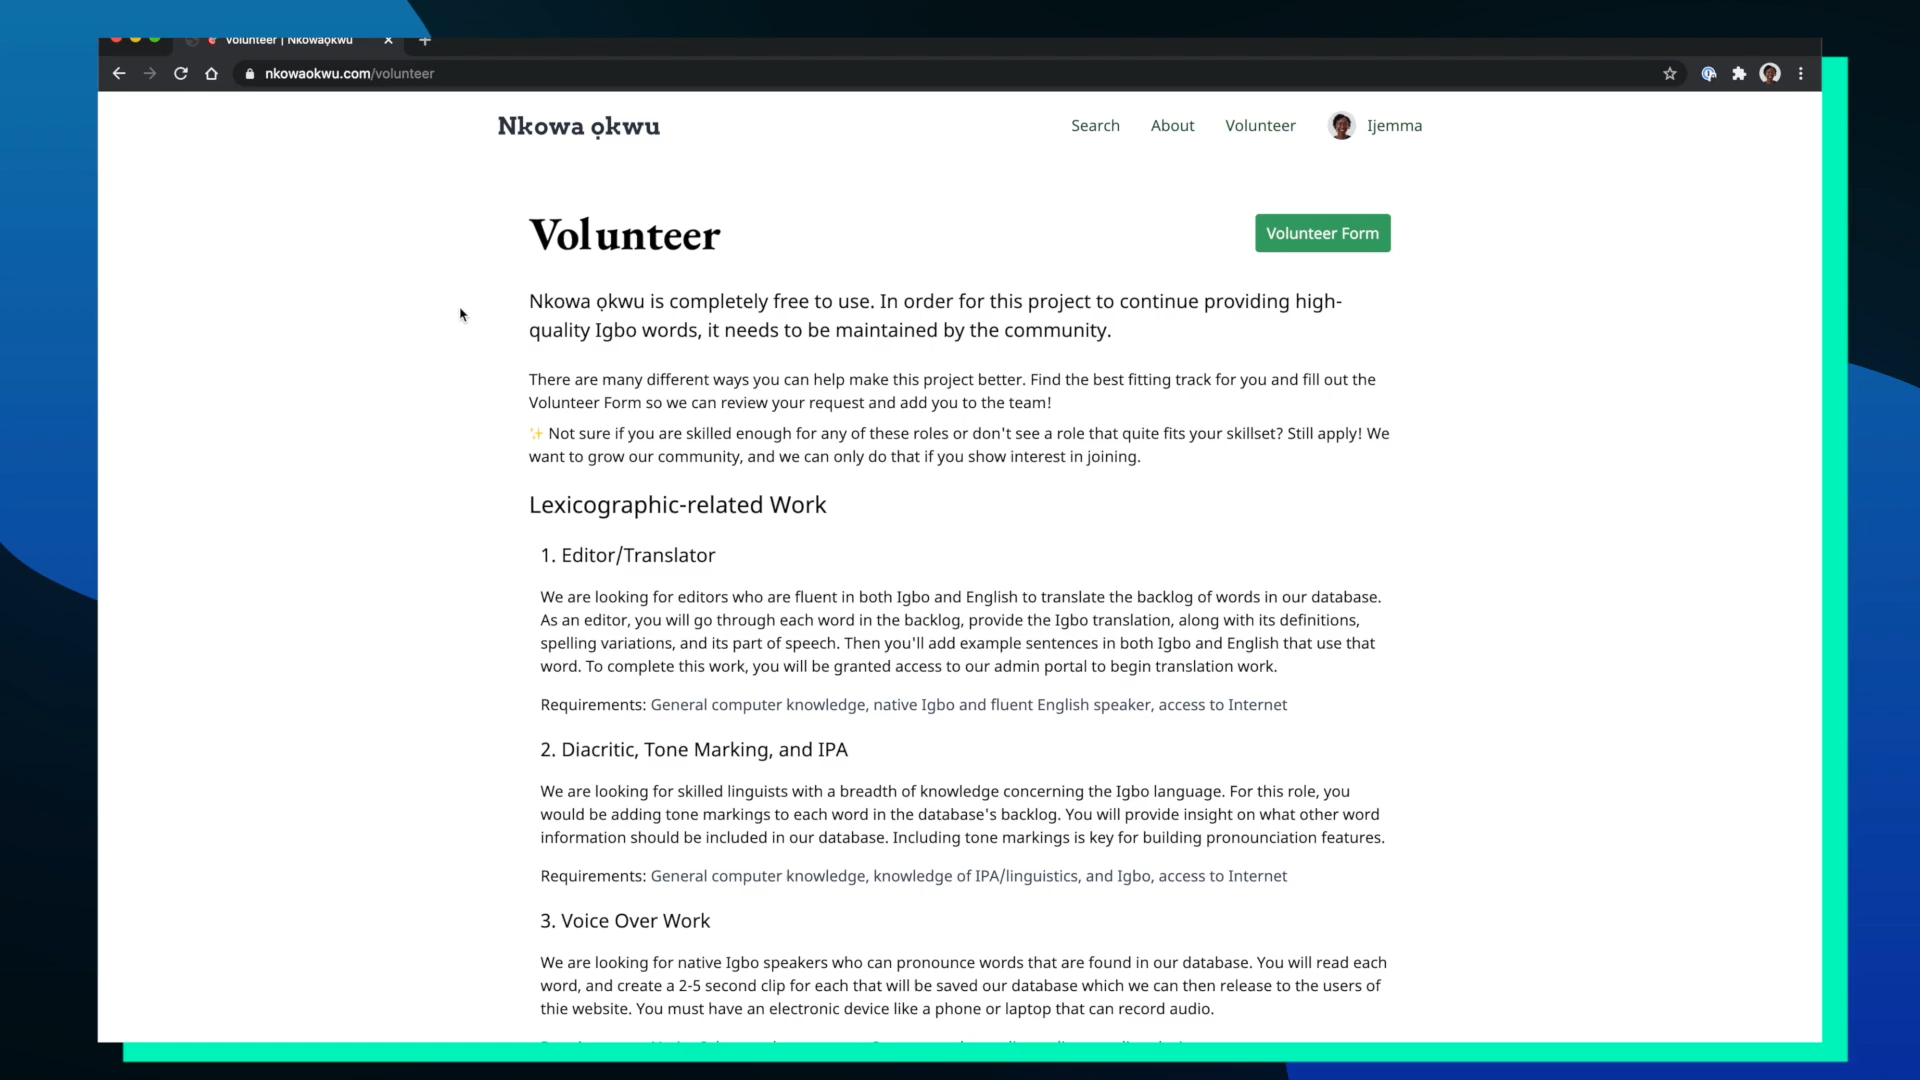 Volunteer | Nkowaọkwu
nkowaokwu.com/volunteer
Nkowa ọkwu
Search
About
Volunteer
Ijemma
Volunteer
Volunteer Form
Nkowa ọkwu is completely free to use. In order for this project to continue providing high-
quality Igbo words, it needs to be maintained by the community.
There are many different ways you can help make this project better. Find the best fitting track for you and fill out the
Volunteer Form so we can review your request and add you to the team!
✨ Not sure if you are skilled enough for any of these roles or don't see a role that quite fits your skillset? Still apply! We
want to grow our community, and we can only do that if you show interest in joining.
Lexicographic-related Work
1. Editor/Translator
We are looking for editors who are fluent in both Igbo and English to translate the backlog of words in our database.
As an editor, you will go through each word in the backlog, provide the Igbo translation, along with its definitions,
spelling variations, and its part of speech. Then you'll add example sentences in both Igbo and English that use that
word. To complete this work, you will be granted access to our admin portal to begin translation work.
Requirements: General computer knowledge, native Igbo and fluent English speaker, access to Internet
2. Diacritic, Tone Marking, and IPA
We are looking for skilled linguists with a breadth of knowledge concerning the Igbo language. For this role, you
would be adding tone markings to each word in the database's backlog. You will provide insight on what other word
information should be included in our database. Including tone markings is key for building pronounciation features.
Requirements: General computer knowledge, knowledge of IPA/linguistics, and Igbo, access to Internet
3. Voice Over Work
We are looking for native Igbo speakers who can pronounce words that are found in our database. You will read each
word, and create a 2-5 second clip for each that will be saved our database which we can then release to the users of
thie website. You must have an electronic device like a phone or laptop that can record audio.